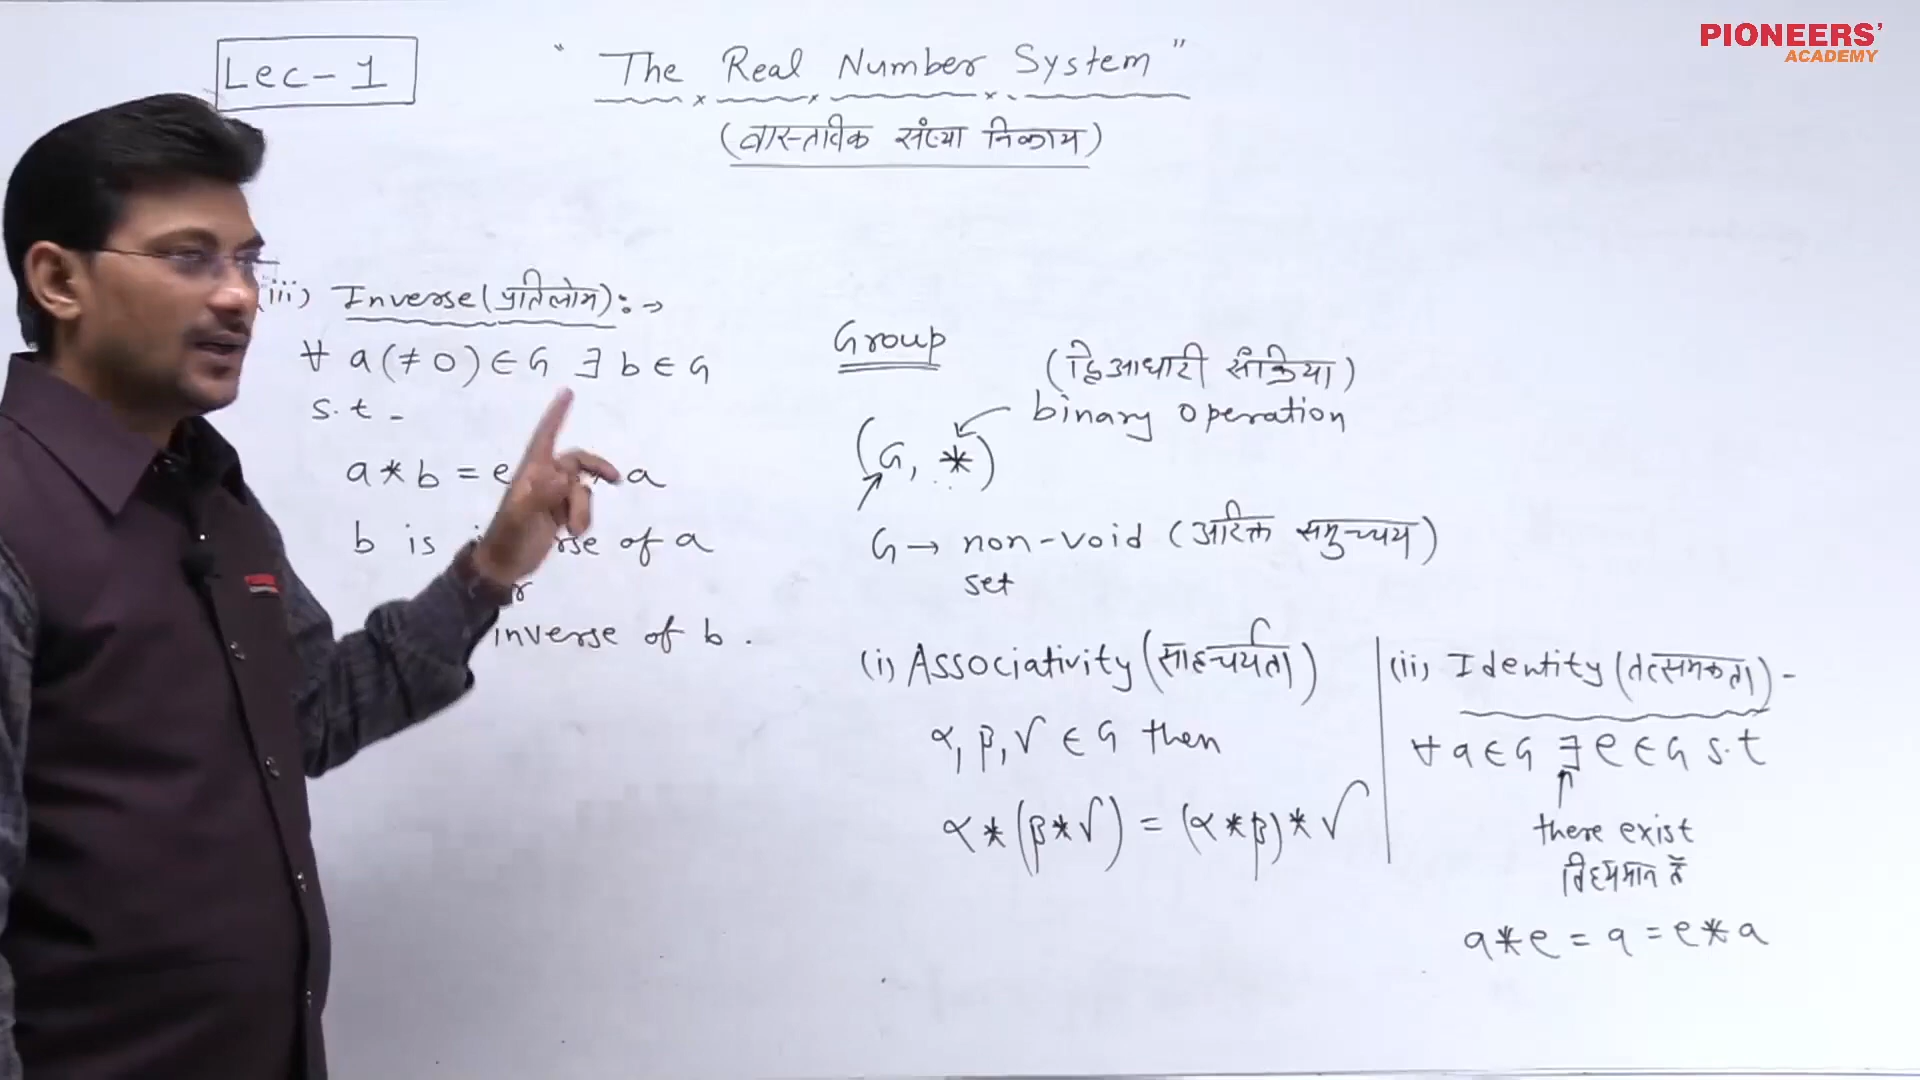 PIONEERS'
ACADEMY
Lec-1
" The Real Number System "
(वास्तविक संख्या निकाय)
(iii) Inverse (प्रतिलोम) :→
∀ a(≠0) ∈ G ∃ b ∈ G
s.t -
a * b = e * a
b is of a
inverse of b .
Group
(द्विआधारी संक्रिया)
binary operation
(G, *)
G → non-void (अरिक्त समुच्चय)
set
(i) Associativity (साहचर्यता)
α, β, γ ∈ G then
α * (β * γ) = (α * β) * γ
(ii) Identity (तत्समकता) -
∀ a ∈ G ∃ e ∈ G s.t
there exist
विद्यमान है
a * e = a = e * a